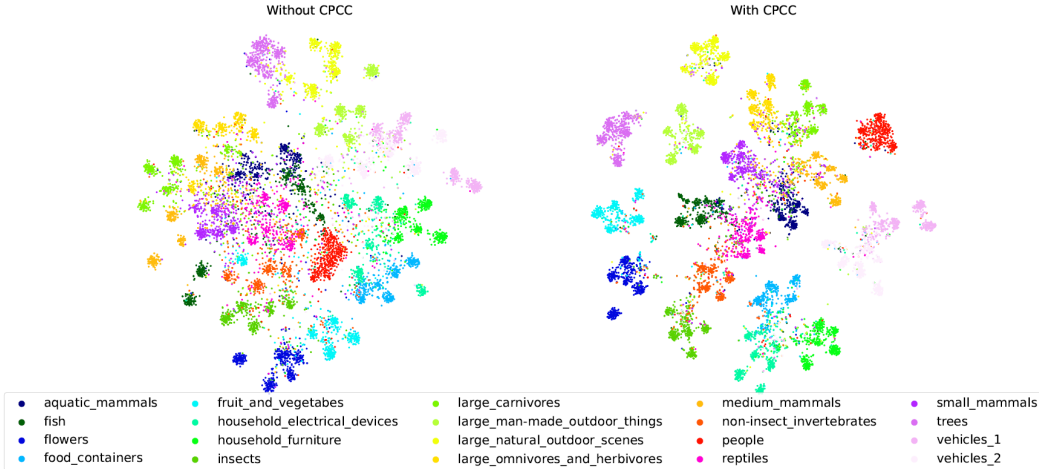 Without CPCC
With CPCC
aquatic_mammals
fish
flowers
food_containers
fruit_and_vegetabes
household_electrical_devices
household_furniture
insects
large_carnivores
large_man-made_outdoor_things
large_natural_outdoor_scenes
large_omnivores_and_herbivores
medium_mammals
non-insect_invertebrates
people
reptiles
small_mammals
trees
vehicles_1
vehicles_2